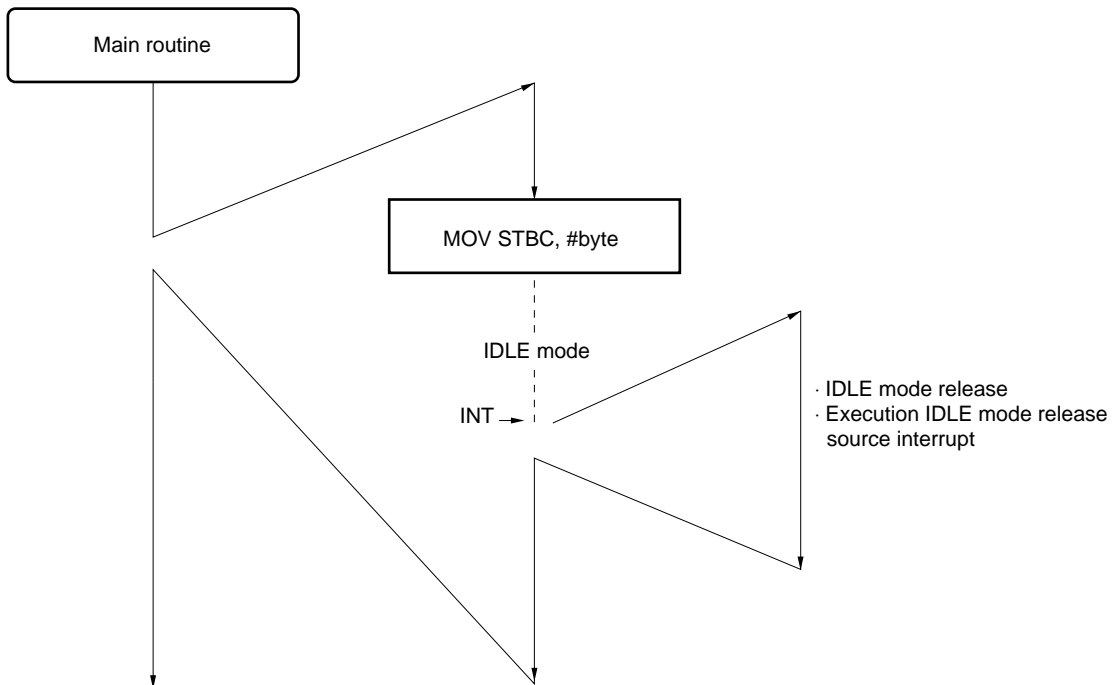 Main routine
MOV STBC, #byte
IDLE mode
INT
· IDLE mode release
· Execution IDLE mode release
source interrupt